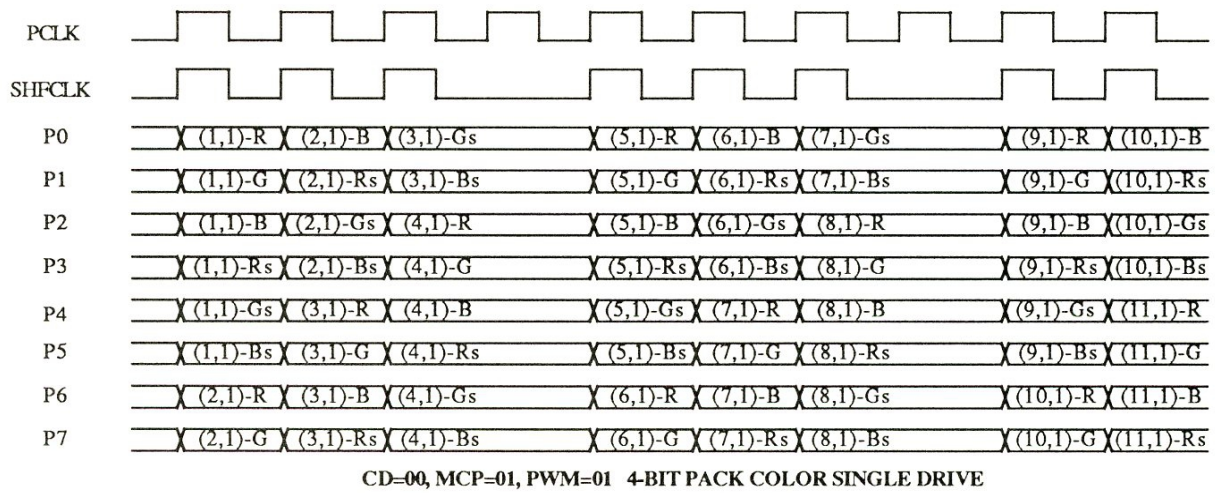 PCLK
SHFCLK
P0 (1,1)-R (2,1)-B (3,1)-Gs (5,1)-R (6,1)-B (7,1)-Gs (9,1)-R (10,1)-B
P1 (1,1)-G (2,1)-Rs (3,1)-Bs (5,1)-G (6,1)-Rs (7,1)-Bs (9,1)-G (10,1)-Rs
P2 (1,1)-B (2,1)-Gs (4,1)-R (5,1)-B (6,1)-Gs (8,1)-R (9,1)-B (10,1)-Gs
P3 (1,1)-Rs (2,1)-Bs (4,1)-G (5,1)-Rs (6,1)-Bs (8,1)-G (9,1)-Rs (10,1)-Bs
P4 (1,1)-Gs (3,1)-R (4,1)-B (5,1)-Gs (7,1)-R (8,1)-B (9,1)-Gs (11,1)-R
P5 (1,1)-Bs (3,1)-G (4,1)-Rs (5,1)-Bs (7,1)-G (8,1)-Rs (9,1)-Bs (11,1)-G
P6 (2,1)-R (3,1)-B (4,1)-Gs (6,1)-R (7,1)-B (8,1)-Gs (10,1)-R (11,1)-B
P7 (2,1)-G (3,1)-Rs (4,1)-Bs (6,1)-G (7,1)-Rs (8,1)-Bs (10,1)-G (11,1)-Rs
CD=00, MCP=01, PWM=01 4-BIT PACK COLOR SINGLE DRIVE